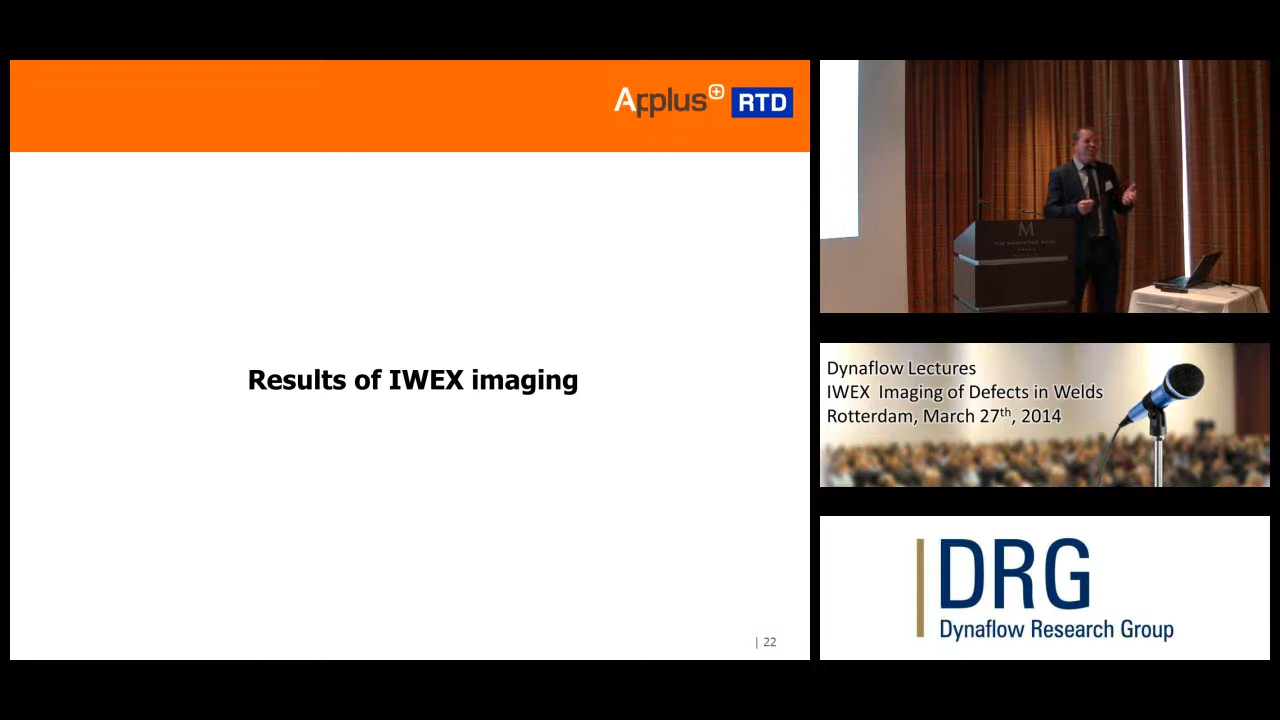 Applus+ RTD
Results of IWEX imaging
| 22
M
Dynaflow Lectures
IWEX Imaging of Defects in Welds
Rotterdam, March 27th, 2014
DRG
Dynaflow Research Group